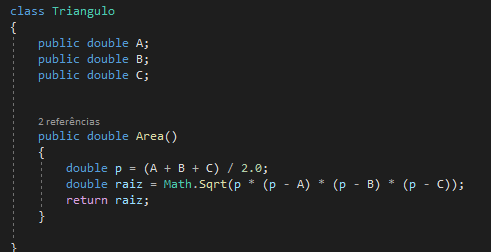 class Triangulo
{
    public double A;
    public double B;
    public double C;
    2 referências
    public double Area()
    {
        double p = (A + B + C) / 2.0;
        double raiz = Math.Sqrt(p * (p - A) * (p - B) * (p - C));
        return raiz;
    }
}